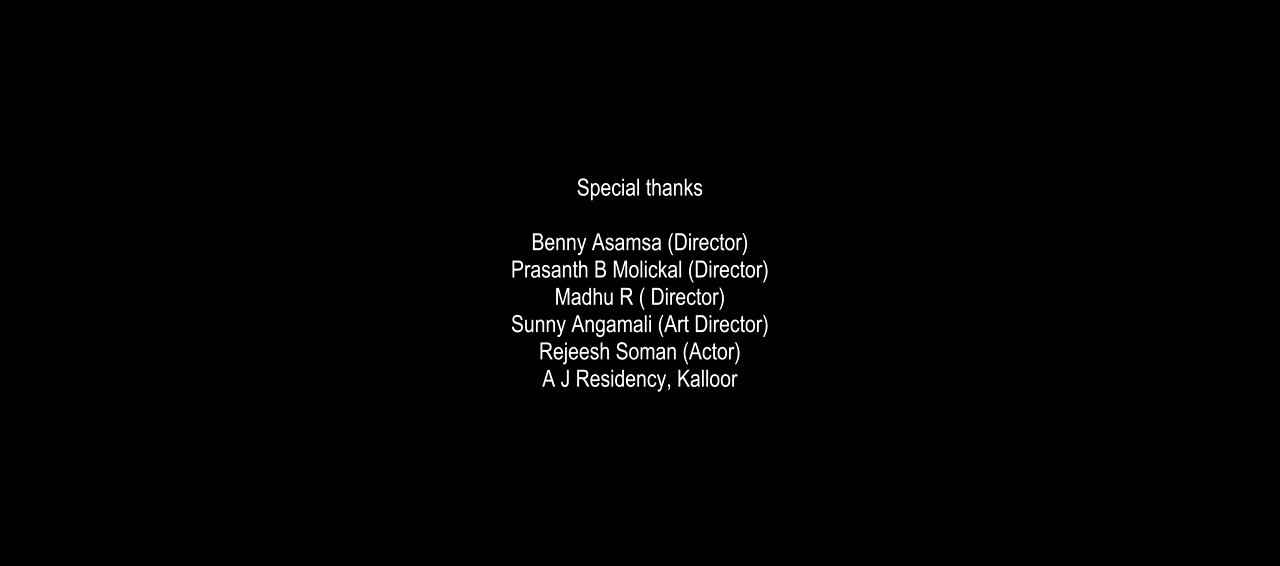 Special thanks
Benny Asamsa (Director)
Prasanth B Molickal (Director)
Madhu R ( Director)
Sunny Angamali (Art Director)
Rejeesh Soman (Actor)
A J Residency, Kalloor